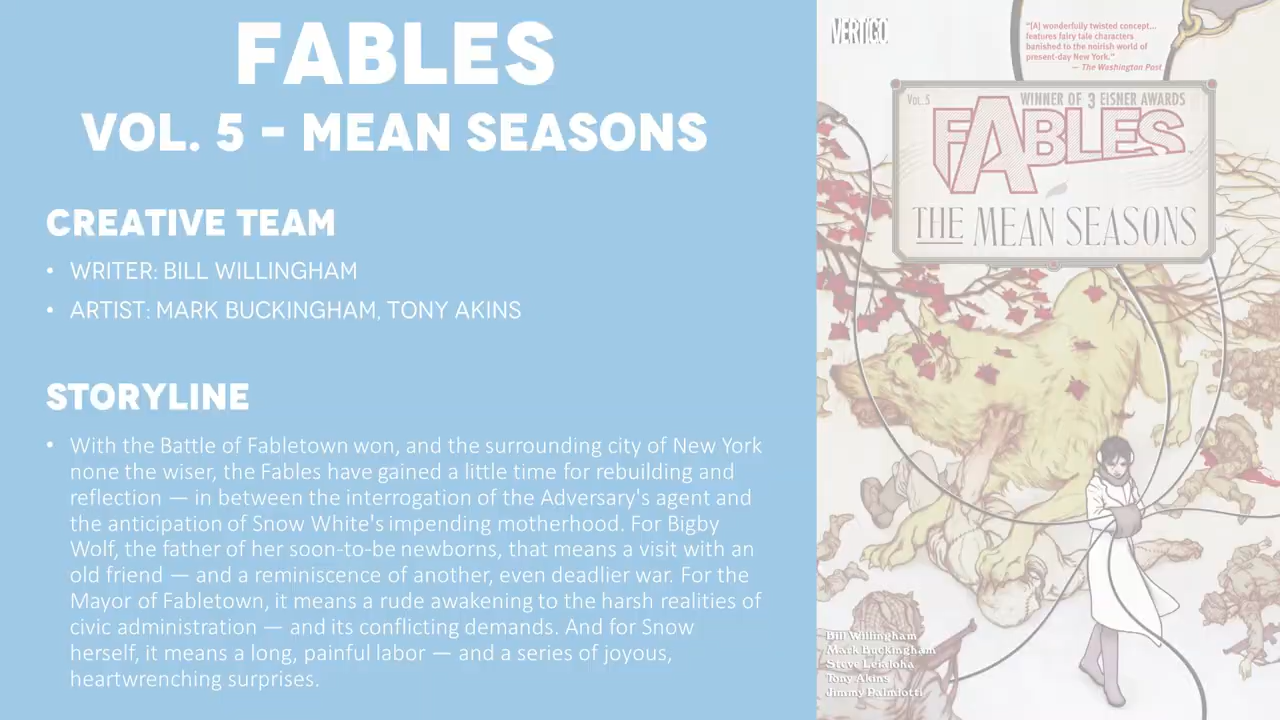 FABLES
VOL. 5 - MEAN SEASONS
CREATIVE TEAM
• WRITER: BILL WILLINGHAM
• ARTIST: MARK BUCKINGHAM, TONY AKINS
STORYLINE
• With the Battle of Fabletown won, and the surrounding city of New York
none the wiser, the Fables have gained a little time for rebuilding and
reflection — in between the interrogation of the Adversary's agent and
the anticipation of Snow White's impending motherhood. For Bigby
Wolf, the father of her soon-to-be newborns, that means a visit with an
old friend — and a reminiscence of another, even deadlier war. For the
Mayor of Fabletown, it means a rude awakening to the harsh realities of
civic administration — and its conflicting demands. And for Snow
herself, it means a long, painful labor — and a series of joyous,
heartwrenching surprises.
VERTIGO
"[A] wonderfully twisted concept...
features fairy tale characters
banished to the noirish world of
present-day New York."
— The Washington Post
VOL. 5
WINNER OF 3 EISNER AWARDS
FABLES
THE MEAN SEASONS
Bill Willingham
Mark Buckingham
Steve Leialoha
Tony Akins
Jimmy Palmiotti